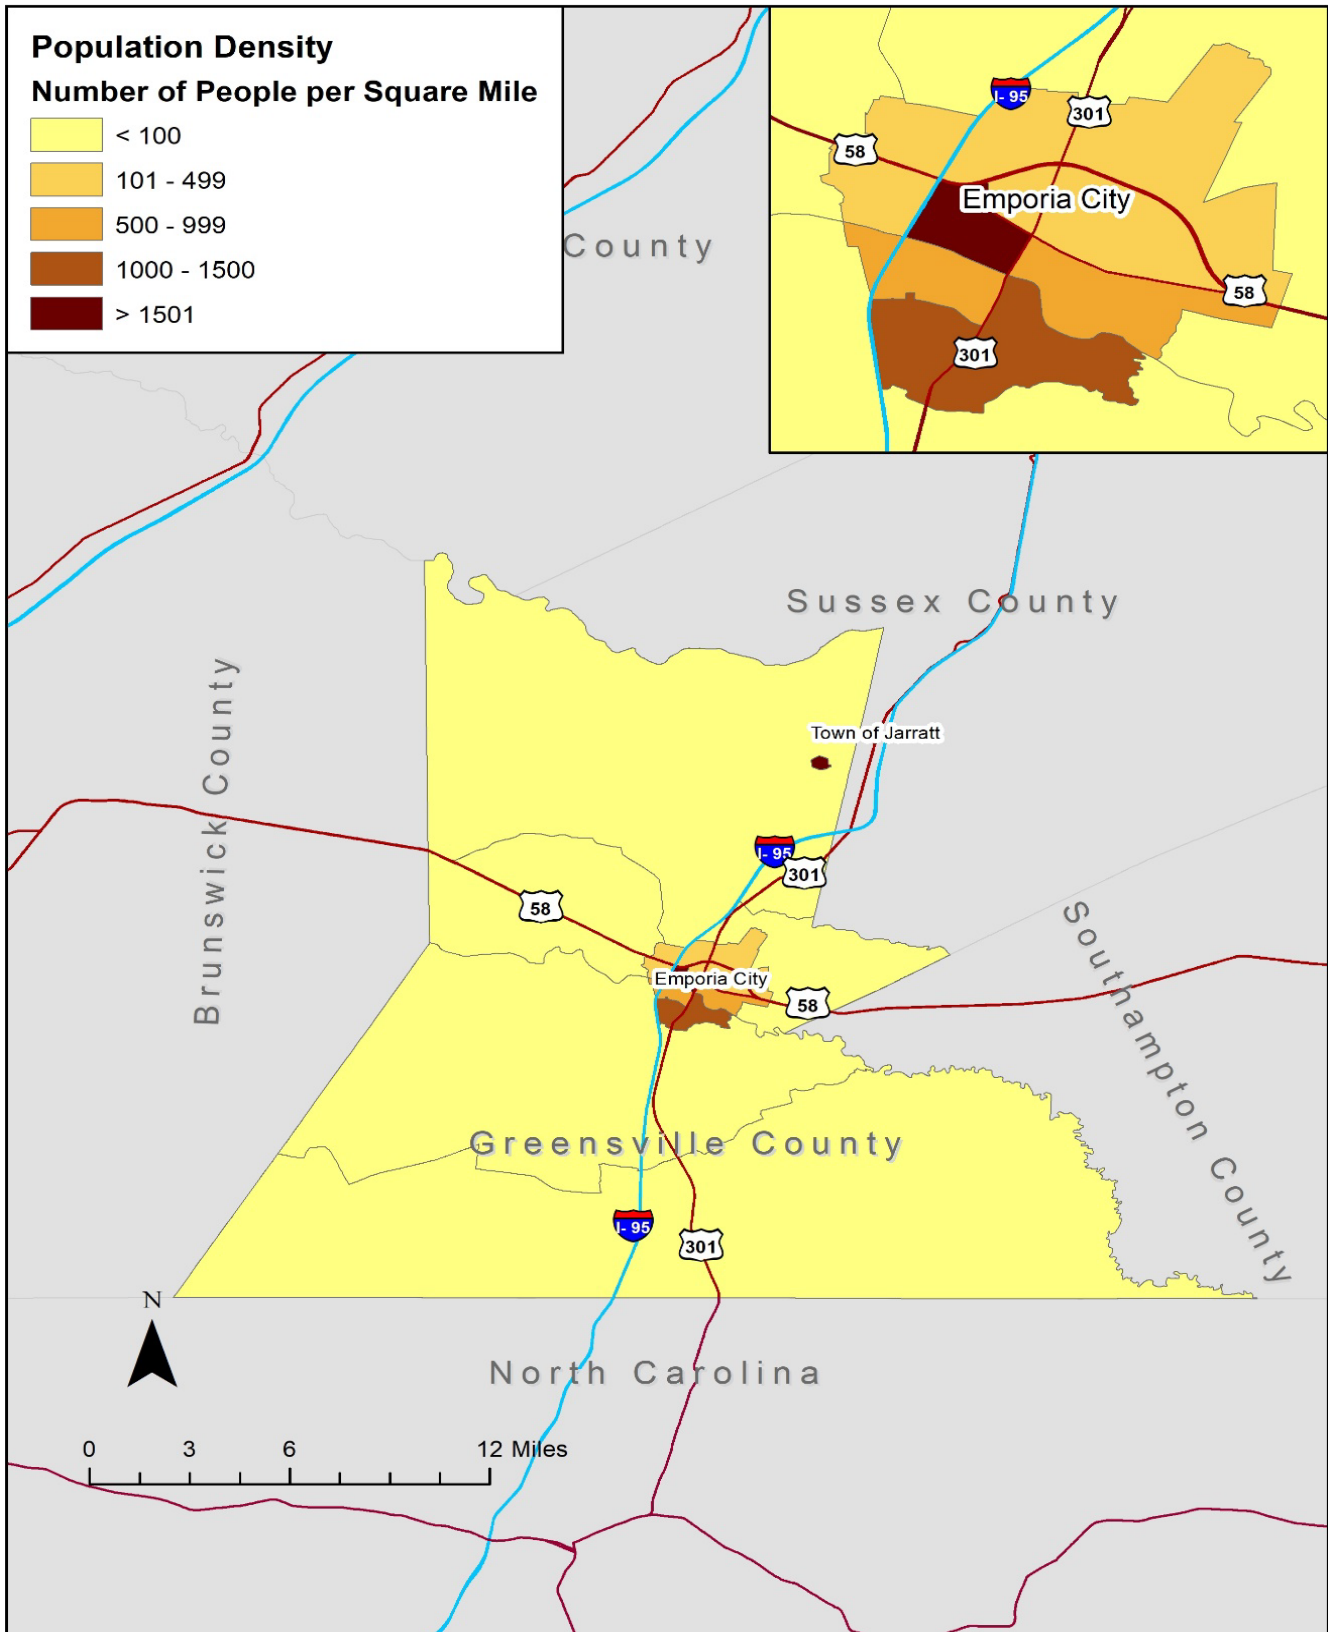 Population Density
Number of People per Square Mile
< 100
101 - 499
500 - 999
1000 - 1500
> 1501
I- 95
301
58
Emporia City
58
301
County
Sussex County
Brunswick County
Town of Jarratt
I- 95
301
58
Emporia City
58
Southampton County
Greensville County
I- 95
301
N
North Carolina
0 3 6 12 Miles